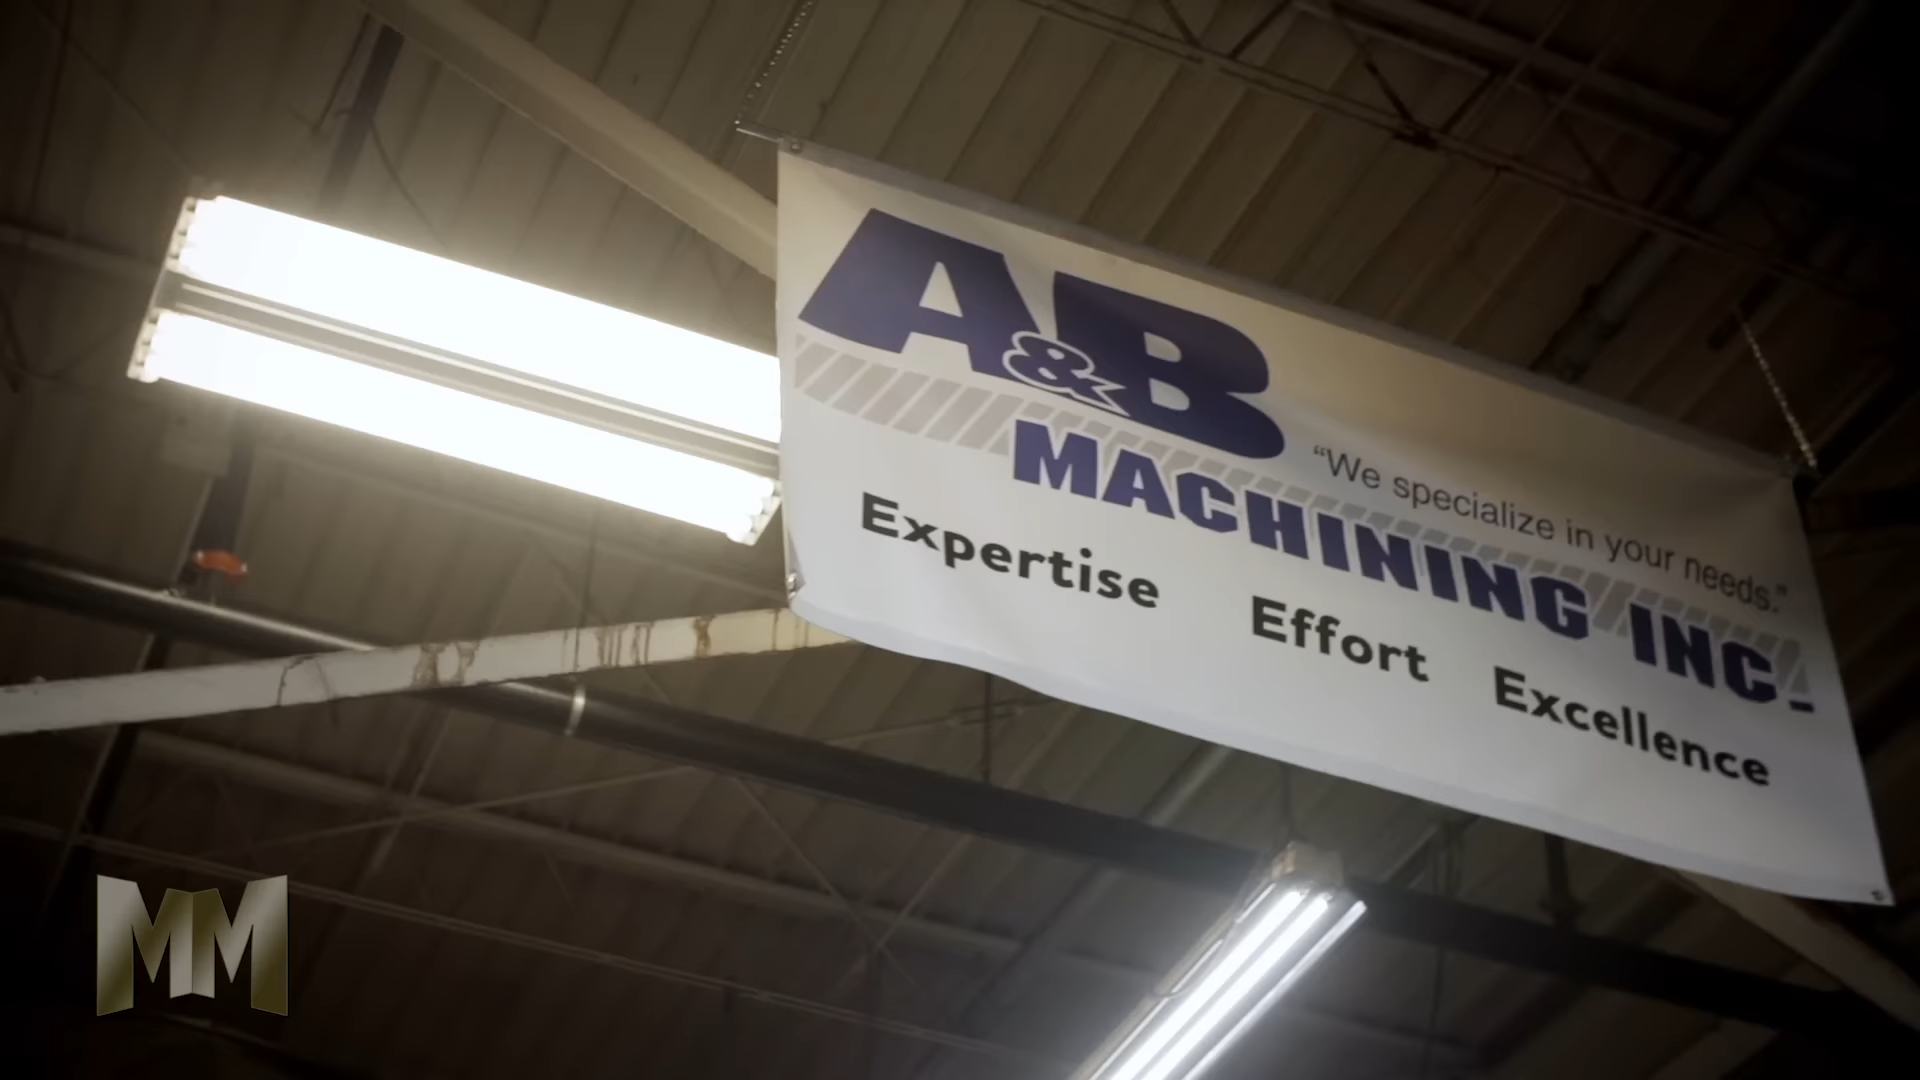 A&B
"We specialize in your needs."
MACHINING INC.
Expertise Effort Excellence
MM